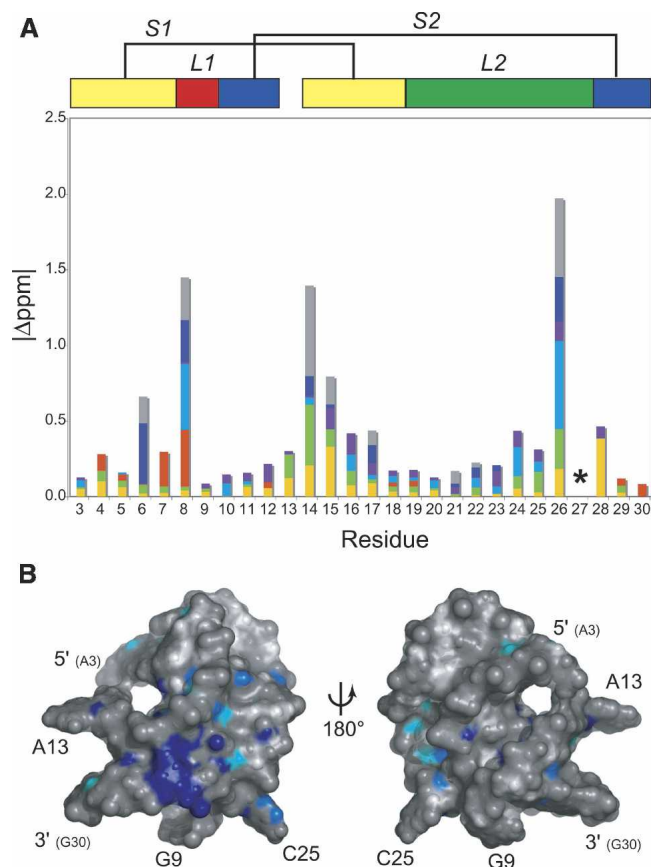 A
S1
S2
L1
L2
2.5
2.0
1.5
1.0
0.5
0.0
|Δppm|
*
3 4 5 6 7 8 9 10 11 12 13 14 15 16 17 18 19 20 21 22 23 24 25 26 27 28 29 30
Residue
B
5' (A3)
A13
3' (G30)
G9
C25
180°
5' (A3)
A13
3' (G30)
C25
G9